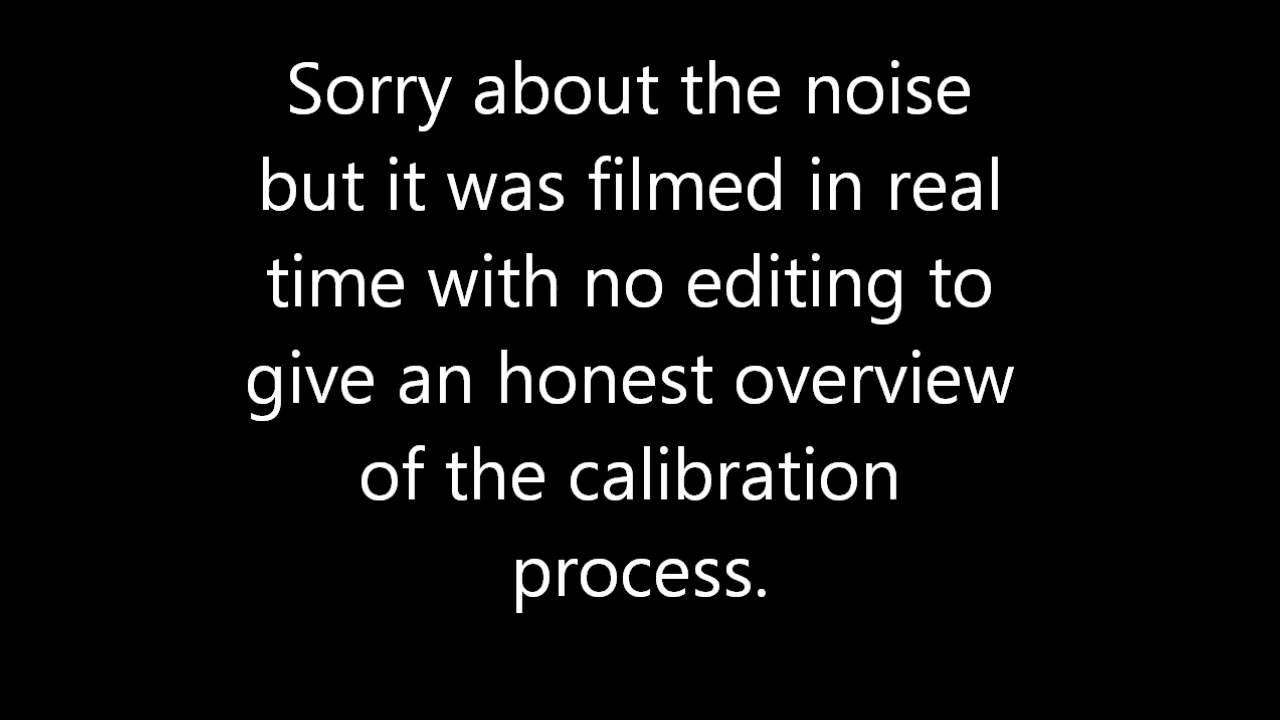 Sorry about the noise
but it was filmed in real
time with no editing to
give an honest overview
of the calibration
process.